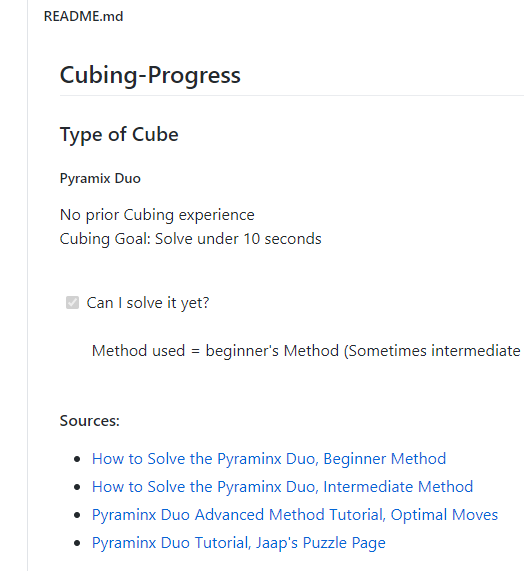 README.md
Cubing-Progress
Type of Cube
Pyramix Duo
No prior Cubing experience
Cubing Goal: Solve under 10 seconds
Can I solve it yet?
Method used = beginner's Method (Sometimes intermediate
Sources:
How to Solve the Pyraminx Duo, Beginner Method
How to Solve the Pyraminx Duo, Intermediate Method
Pyraminx Duo Advanced Method Tutorial, Optimal Moves
Pyraminx Duo Tutorial, Jaap's Puzzle Page